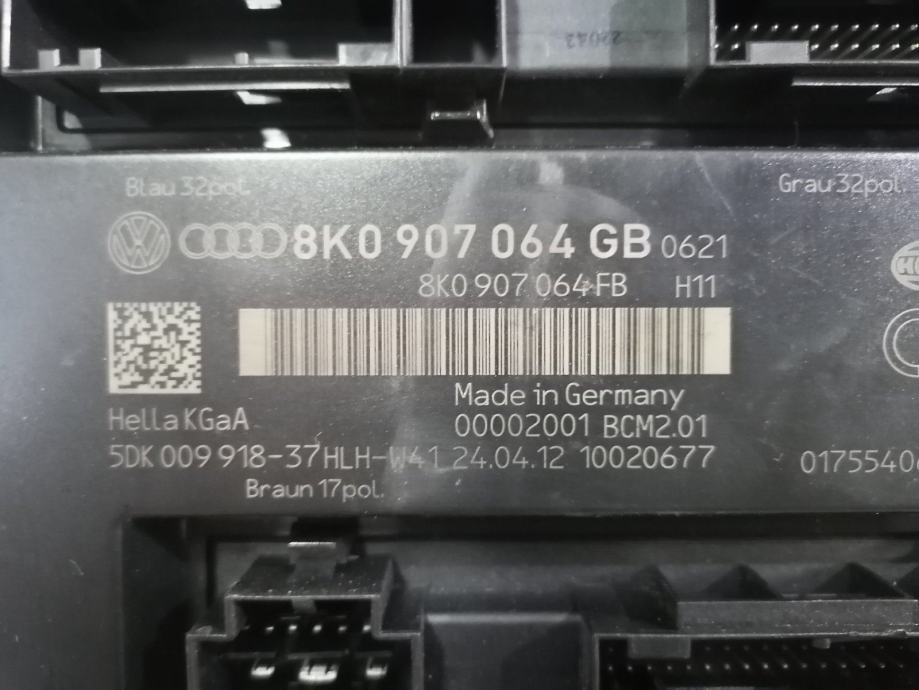 Blau 32pol.
Grau 32pol.
8K0 907 064 GB 0621
8K0 907 064 FB H11
Made in Germany
Hella KGaA
00002001 BCM2.01
5DK 009 918-37 HLH-W41 24.04.12 10020677
Braun 17pol.